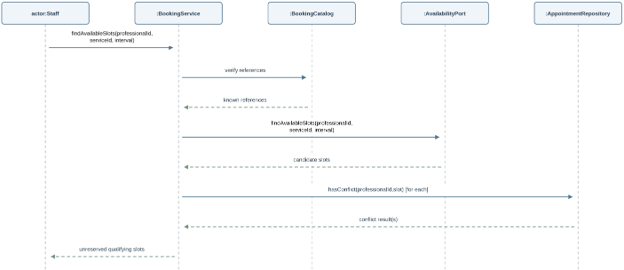 actor:Staff
:BookingService
:BookingCatalog
:AvailabilityPort
:AppointmentRepository
findAvailableSlots(professionalId,
serviceId, interval)
verify references
known references
findAvailableSlots(professionalId,
serviceId, interval)
candidate slots
hasConflict(professionalId,slot) [for each]
conflict result(s)
unreserved qualifying slots